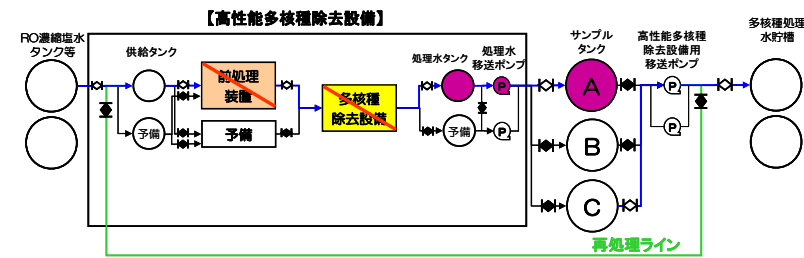 【高性能多核種除去設備】
RO濃縮塩水
タンク等
供給タンク
前処理
装置
予備
予備
多核種
除去設備
処理水タンク
処理水
移送ポンプ
P
予備
P
サンプル
タンク
A
B
C
高性能多核種
除去設備用
移送ポンプ
P
P
多核種処理
水貯槽
再処理ライン